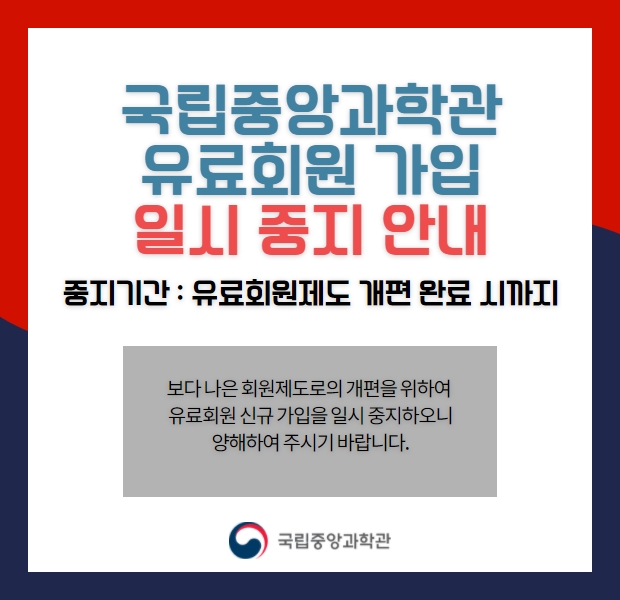 국립중앙과학관
유료회원 가입
일시 중지 안내
중지기간 : 유료회원제도 개편 완료 시까지
보다 나은 회원제도로의 개편을 위하여
유료회원 신규 가입을 일시 중지하오니
양해하여 주시기 바랍니다.
국립중앙과학관